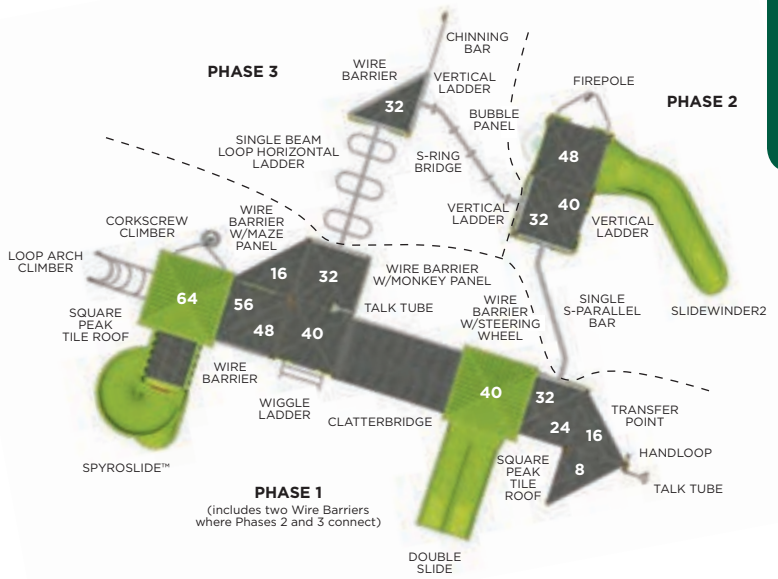 CHINNING
BAR
PHASE 3
WIRE
BARRIER
VERTICAL
LADDER
32
FIREPOLE
PHASE 2
BUBBLE
PANEL
SINGLE BEAM
LOOP HORIZONTAL
LADDER
S-RING
BRIDGE
48
40
32
VERTICAL
LADDER
VERTICAL
LADDER
CORKSCREW
CLIMBER
WIRE
BARRIER
W/MAZE
PANEL
LOOP ARCH
CLIMBER
16
32
WIRE BARRIER
W/MONKEY PANEL
64
56
48
40
TALK TUBE
SQUARE
PEAK
TILE ROOF
WIRE
BARRIER
W/STEERING
WHEEL
SINGLE
S-PARALLEL
BAR
SLIDEWINDER2
WIRE
BARRIER
WIGGLE
LADDER
CLATTERBRIDGE
40
32
24
16
8
TRANSFER
POINT
HANDLOOP
TALK TUBE
SQUARE
PEAK
TILE
ROOF
SPYROSLIDE™
PHASE 1
(includes two Wire Barriers
where Phases 2 and 3 connect)
DOUBLE
SLIDE